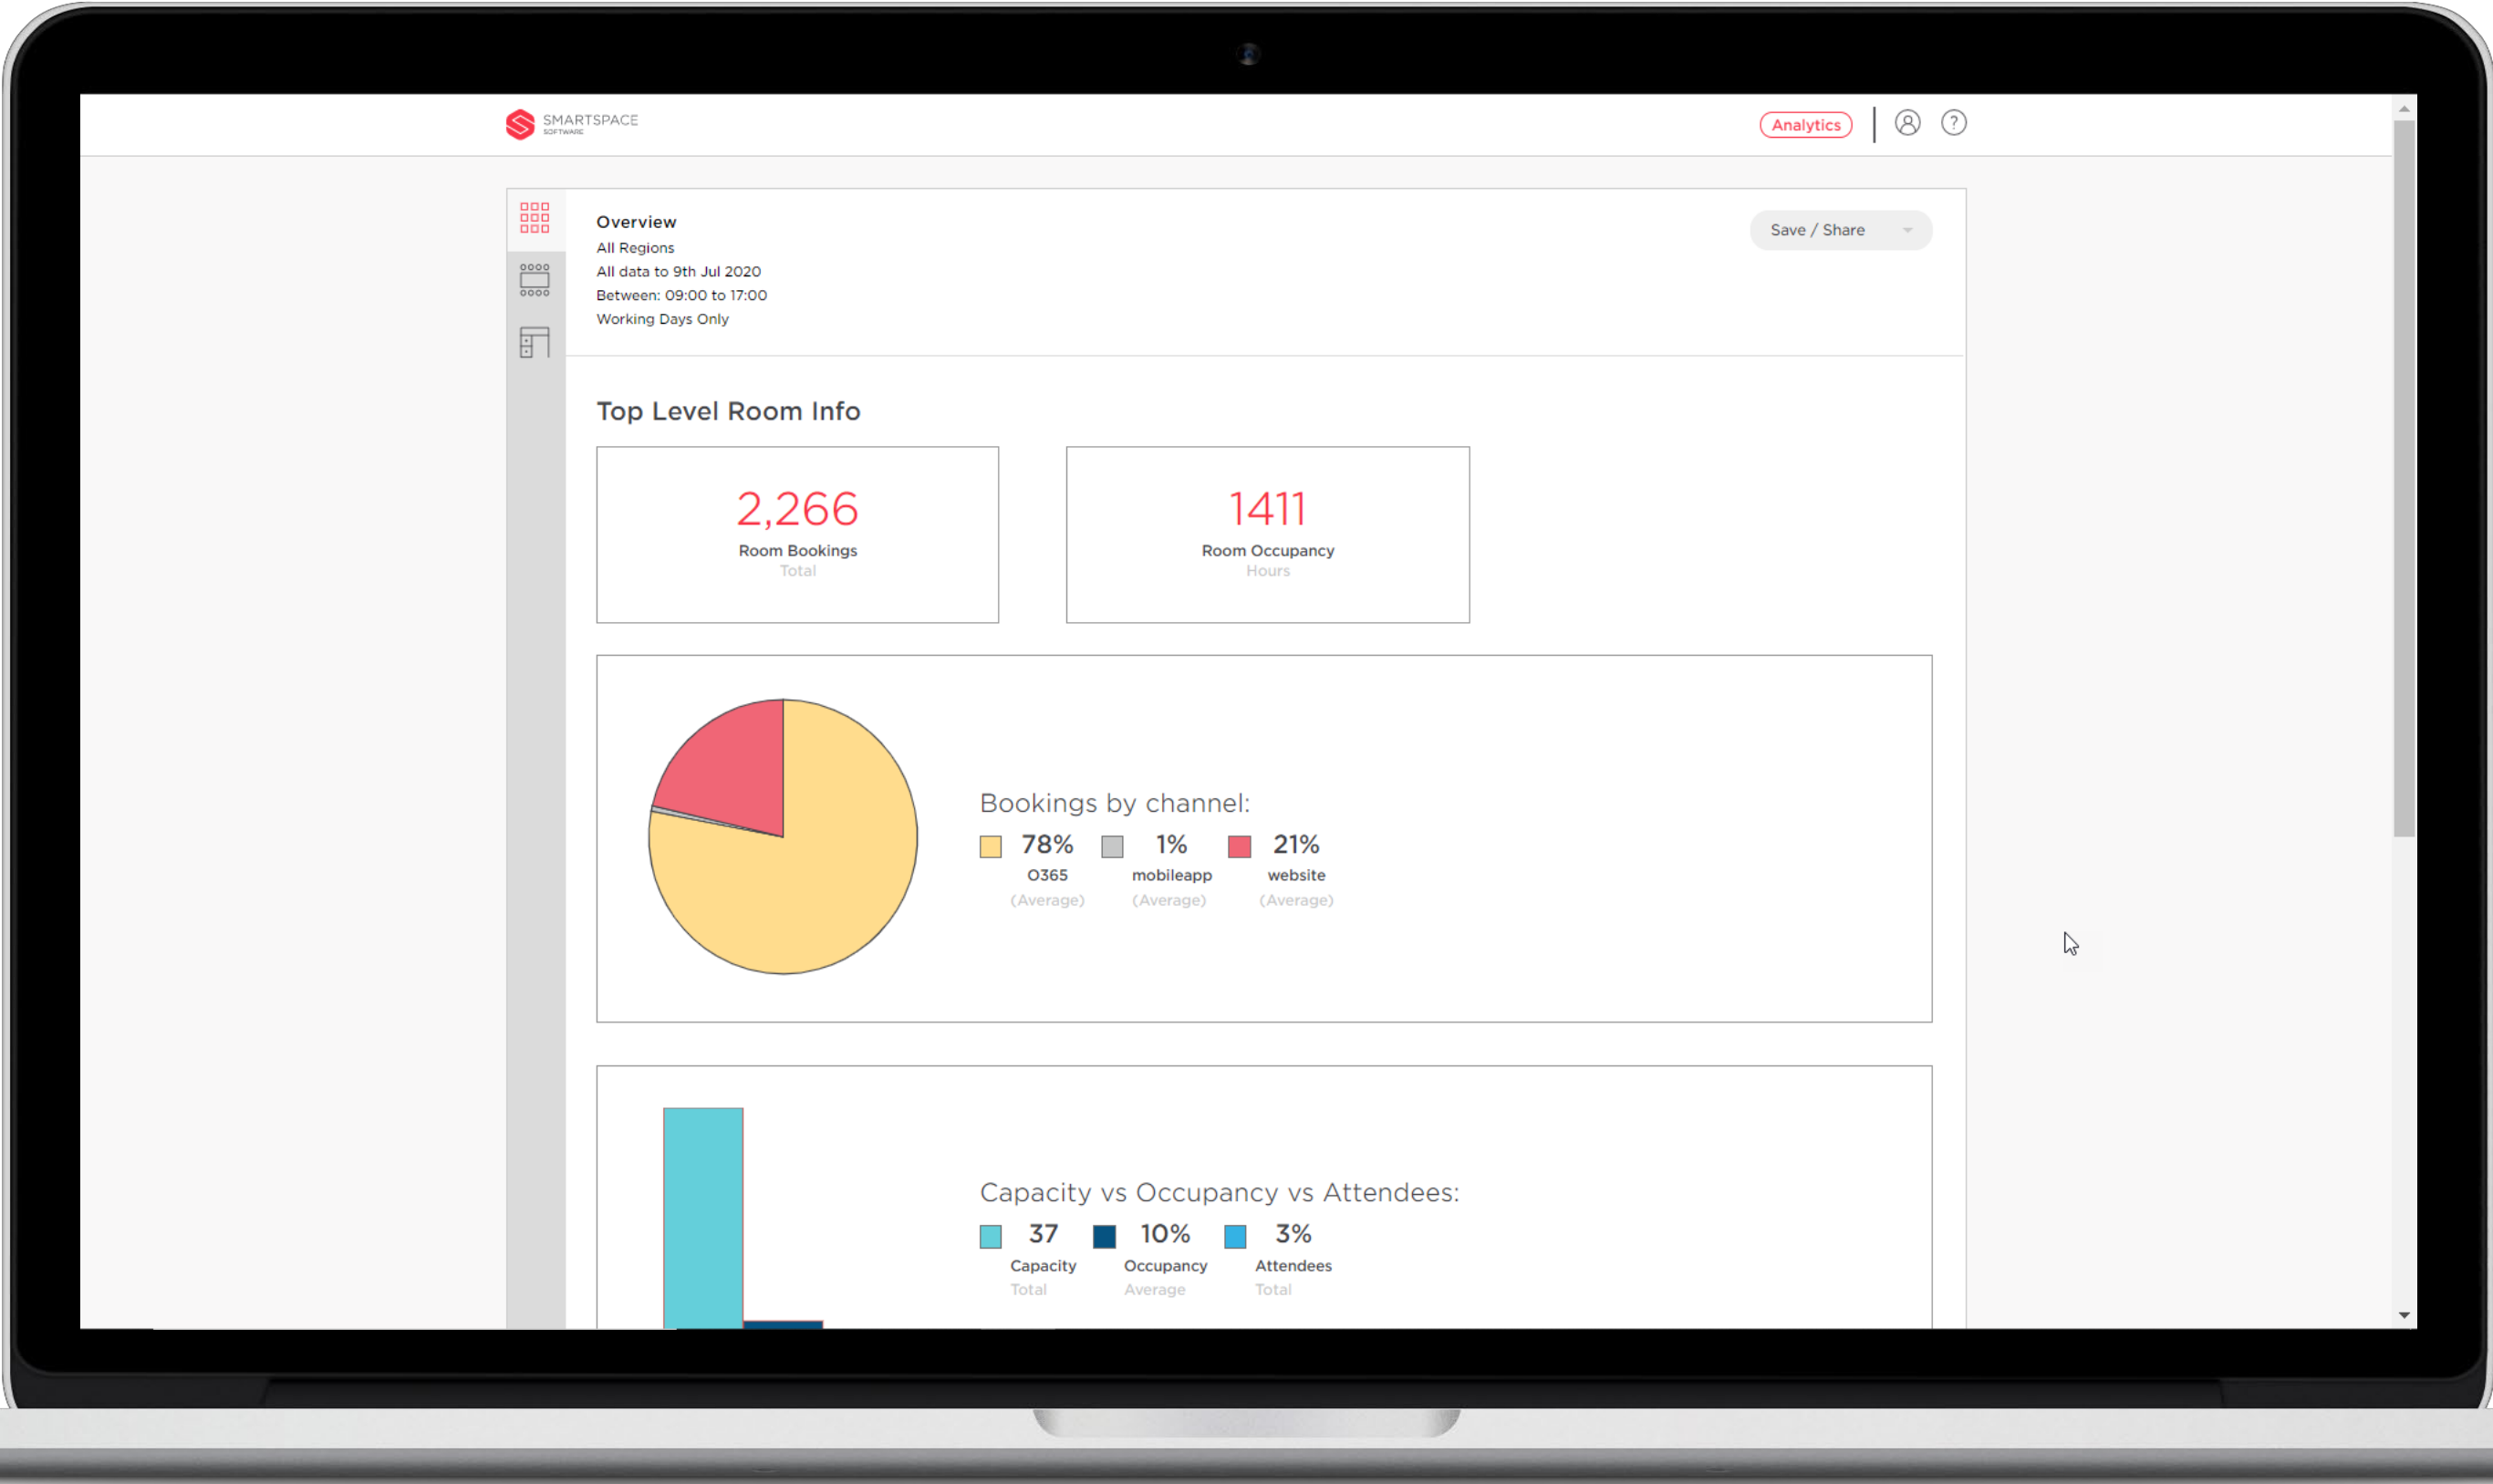 SMARTSPACE
SOFTWARE
Analytics
?
Overview
All Regions
All data to 9th Jul 2020
Between: 09:00 to 17:00
Working Days Only
Save / Share
Top Level Room Info
2,266
Room Bookings
Total
1411
Room Occupancy
Hours
Bookings by channel:
78% 1% 21%
O365 mobileapp website
(Average) (Average) (Average)
Capacity vs Occupancy vs Attendees:
37 10% 3%
Capacity Occupancy Attendees
Total Average Total